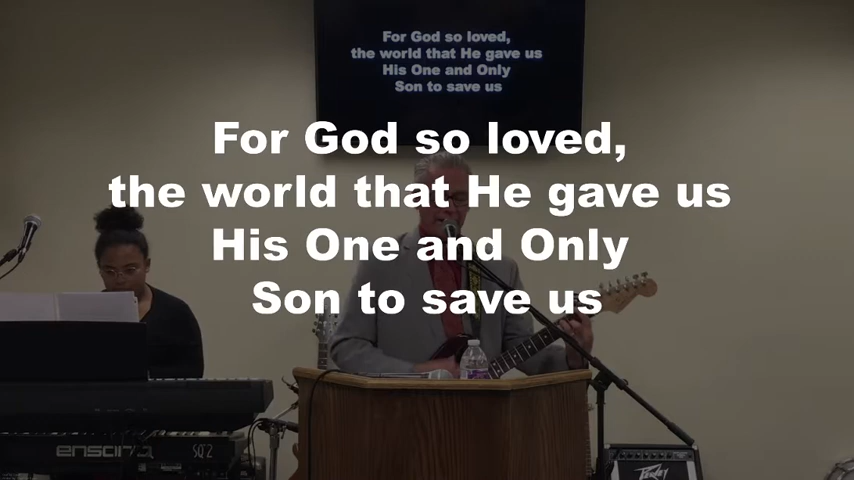 For God so loved,
the world that He gave us
His One and Only
Son to save us
For God so loved,
the world that He gave us
His One and Only
Son to save us
ensoniq
SQ2
PEAVEY